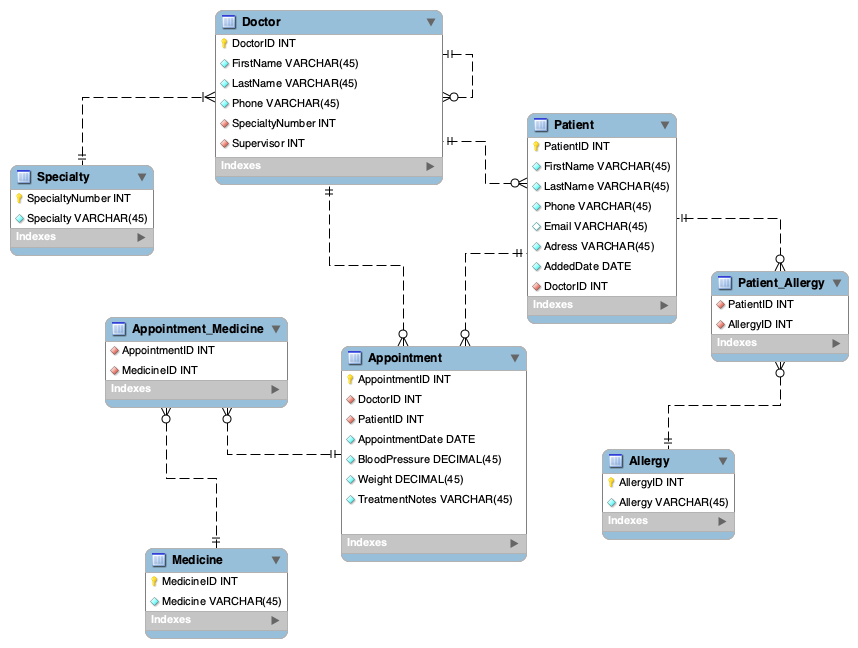 Doctor
DoctorID INT
FirstName VARCHAR(45)
LastName VARCHAR(45)
Phone VARCHAR(45)
SpecialtyNumber INT
Supervisor INT
Indexes
Patient
PatientID INT
FirstName VARCHAR(45)
LastName VARCHAR(45)
Phone VARCHAR(45)
Email VARCHAR(45)
Adress VARCHAR(45)
AddedDate DATE
DoctorID INT
Indexes
Specialty
SpecialtyNumber INT
Specialty VARCHAR(45)
Indexes
Patient_Allergy
PatientID INT
AllergyID INT
Indexes
Appointment_Medicine
AppointmentID INT
MedicineID INT
Indexes
Appointment
AppointmentID INT
DoctorID INT
PatientID INT
AppointmentDate DATE
BloodPressure DECIMAL(45)
Weight DECIMAL(45)
TreatmentNotes VARCHAR(45)
Indexes
Allergy
AllergyID INT
Allergy VARCHAR(45)
Indexes
Medicine
MedicineID INT
Medicine VARCHAR(45)
Indexes